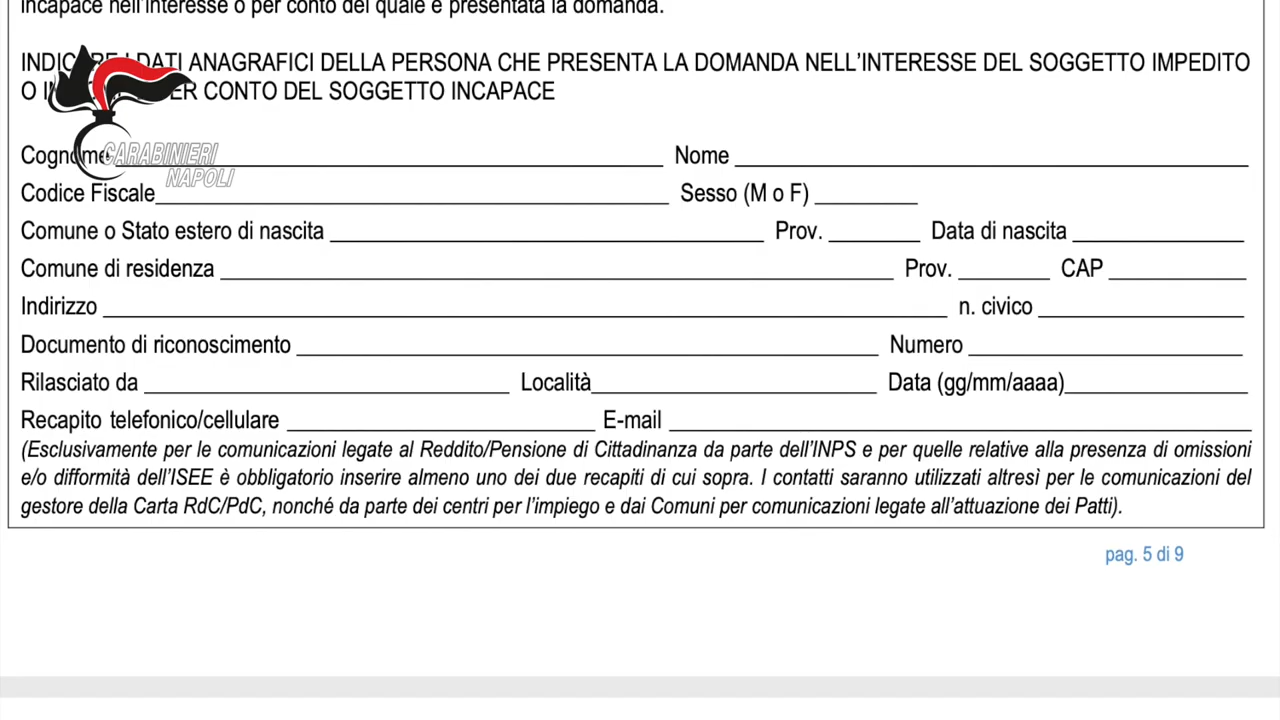 incapace nell'interesse o per conto del quale è presentata la domanda.
INDICARE I DATI ANAGRAFICI DELLA PERSONA CHE PRESENTA LA DOMANDA NELL'INTERESSE DEL SOGGETTO IMPEDITO
O IN PER CONTO DEL SOGGETTO INCAPACE
CARABINIERI
NAPOLI
Cognome Nome
Codice Fiscale Sesso (M o F)
Comune o Stato estero di nascita Prov. Data di nascita
Comune di residenza Prov. CAP
Indirizzo n. civico
Documento di riconoscimento Numero
Rilasciato da Località Data (gg/mm/aaaa)
Recapito telefonico/cellulare E-mail
(Esclusivamente per le comunicazioni legate al Reddito/Pensione di Cittadinanza da parte dell'INPS e per quelle relative alla presenza di omissioni
e/o difformità dell'ISEE è obbligatorio inserire almeno uno dei due recapiti di cui sopra. I contatti saranno utilizzati altresì per le comunicazioni del
gestore della Carta RdC/PdC, nonché da parte dei centri per l'impiego e dai Comuni per comunicazioni legate all'attuazione dei Patti).
pag. 5 di 9